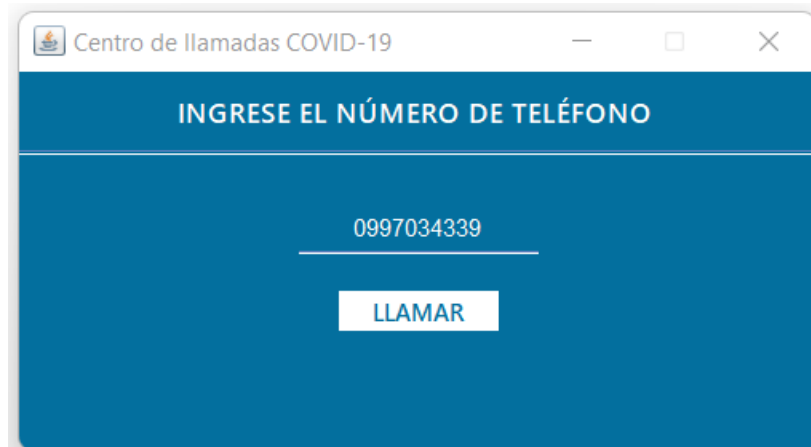 Centro de llamadas COVID-19
INGRESE EL NÚMERO DE TELÉFONO
0997034339
LLAMAR